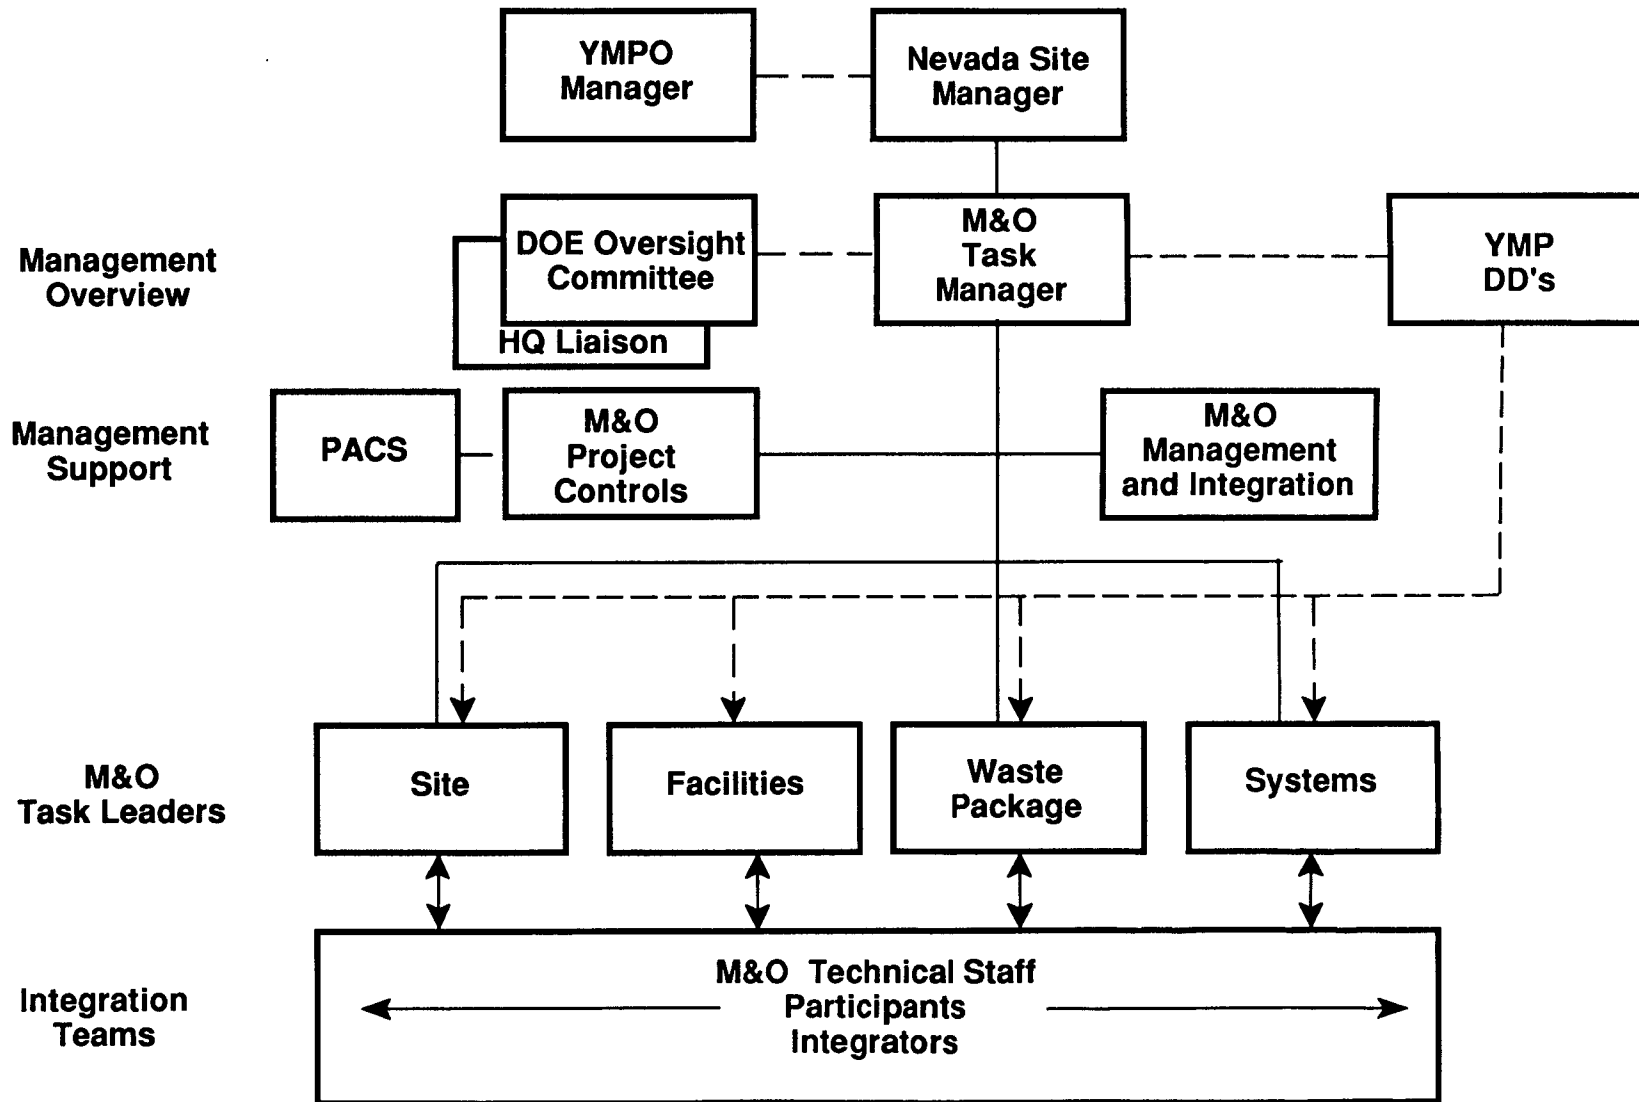 YMPO
Manager
Nevada Site
Manager
Management
Overview
DOE Oversight
Committee
HQ Liaison
M&O
Task
Manager
YMP
DD's
Management
Support
PACS
M&O
Project
Controls
M&O
Management
and Integration
M&O
Task Leaders
Site
Facilities
Waste
Package
Systems
Integration
Teams
M&O Technical Staff
Participants
Integrators